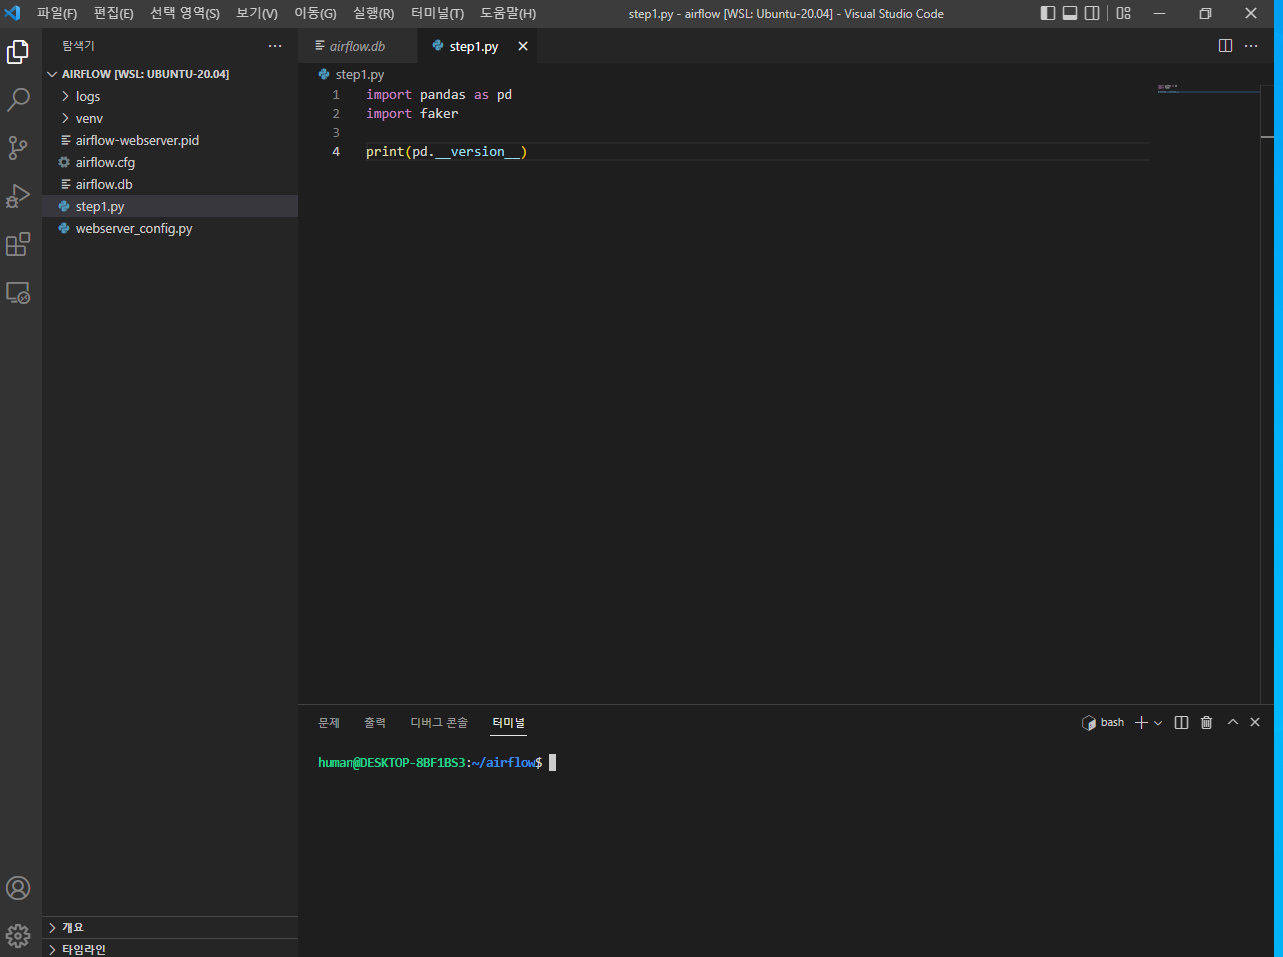 파일(F) 편집(E) 선택 영역(S) 보기(V) 이동(G) 실행(R) 터미널(T) 도움말(H) step1.py - airflow [WSL: Ubuntu-20.04] - Visual Studio Code
탐색기 ···
AIRFLOW [WSL: UBUNTU-20.04]
logs
venv
airflow-webserver.pid
airflow.cfg
airflow.db
step1.py
webserver_config.py
개요
타임라인
airflow.db step1.py
step1.py
1 import pandas as pd
2 import faker
3
4 print(pd.__version__)
문제 출력 디버그 콘솔 터미널 bash
human@DESKTOP-8BF1BS3:~/airflow$